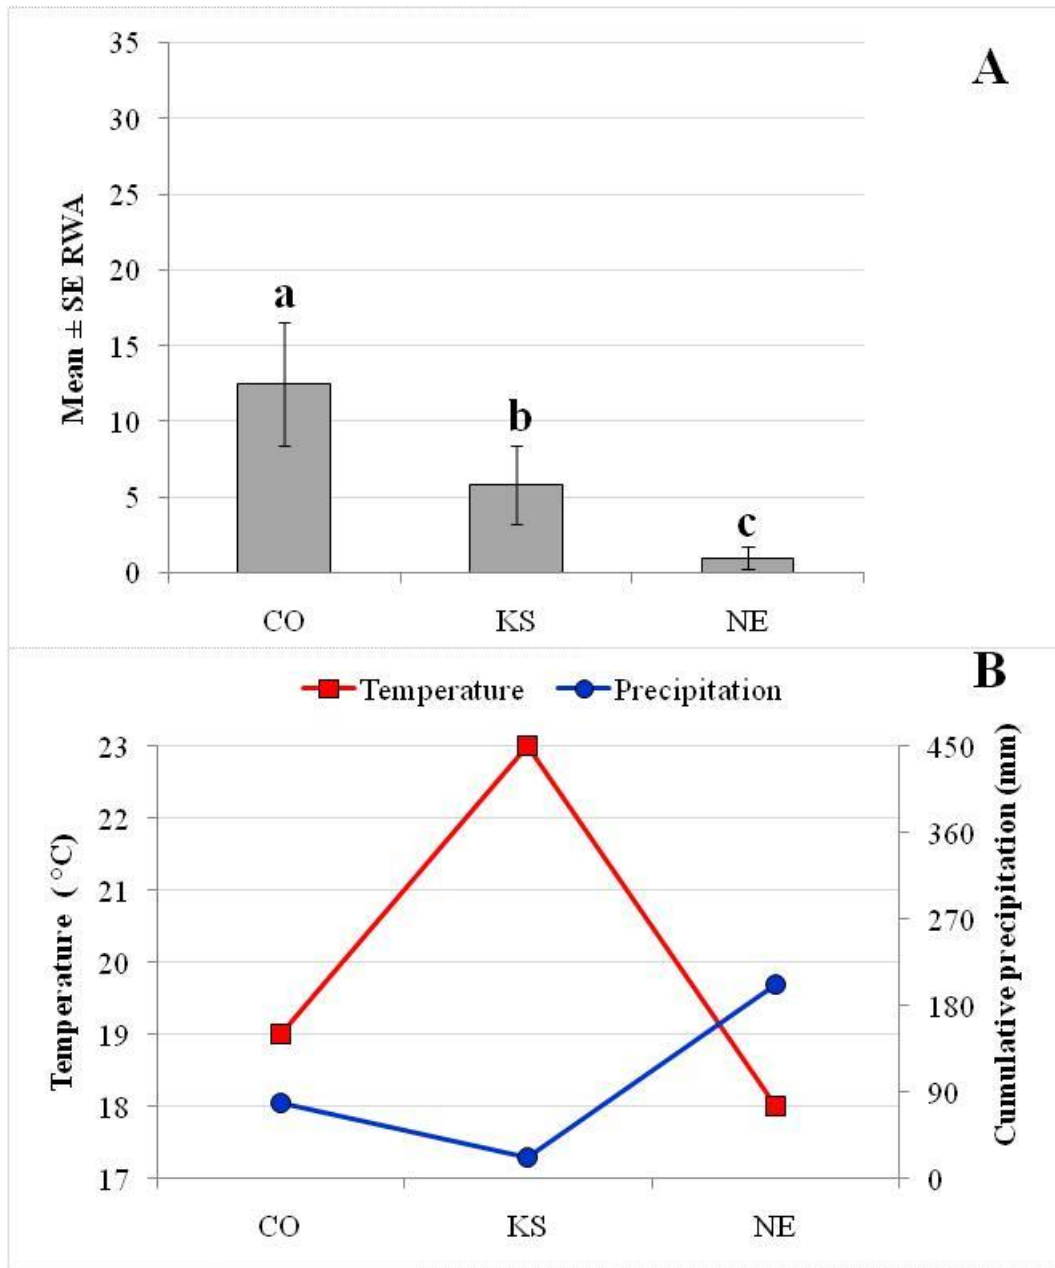 A
35
30
25
20
15
10
5
0
Mean ± SE RWA
a
b
c
CO KS NE
B
Temperature Precipitation
23
22
21
20
19
18
17
Temperature ( °C)
450
360
270
180
90
0
Cumulative precipitation (mm)
CO KS NE